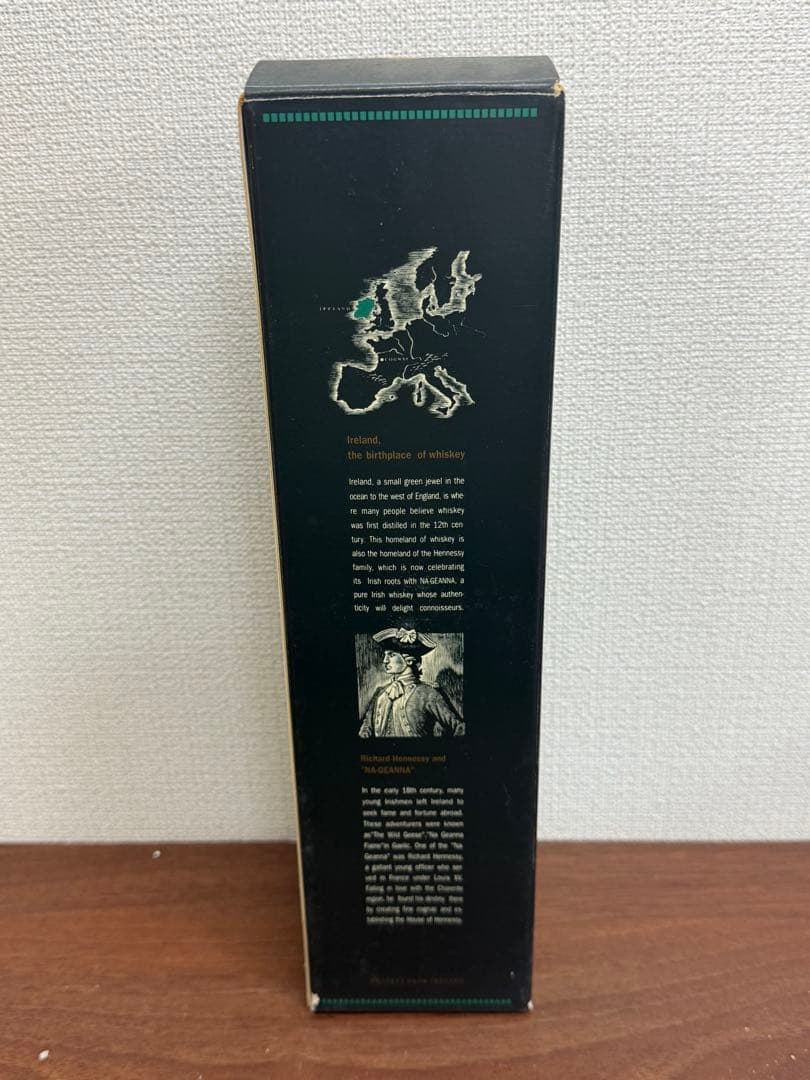 IRELAND
COGNAC
Ireland,
the birthplace of whiskey
Ireland, a small green jewel in the
ocean to the west of England, is whe-
re many people believe whiskey
was first distilled in the 12th cen-
tury. This homeland of whiskey is
also the homeland of the Hennessy
family, which is now celebrating
its Irish roots with NA-GEANNA, a
pure Irish whiskey whose authen-
ticity will delight connoisseurs.
Richard Hennessy and
"NA-GEANNA"
In the early 18th century, many
young Irishmen left Ireland to
seek fame and fortune abroad.
These adventurers were known
as "The Wild Geese", "Na Geanna
in Gaelic. One of the "Na
Geanna" was Richard Hennessy,
a gallant young officer who ser-
ved in France under Louis XV.
Falling in love with the Charente
region, he found his destiny there
by creating fine cognac and es-
tablishing the House of Hennessy.